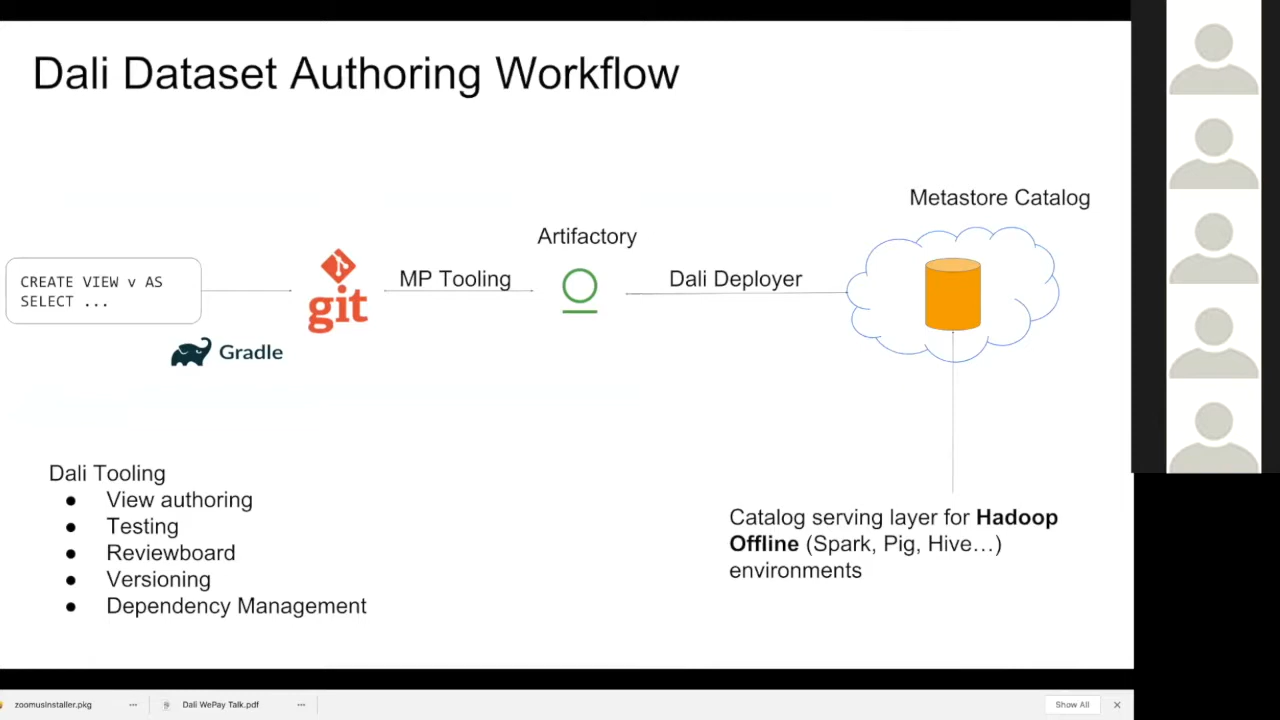 Dali Dataset Authoring Workflow
Metastore Catalog
Artifactory
CREATE VIEW v AS
SELECT ...
git
MP Tooling
Dali Deployer
Gradle
Dali Tooling
● View authoring
● Testing
● Reviewboard
● Versioning
● Dependency Management
Catalog serving layer for Hadoop
Offline (Spark, Pig, Hive…)
environments
zoomusInstaller.pkg
Dali WePay Talk.pdf
Show All